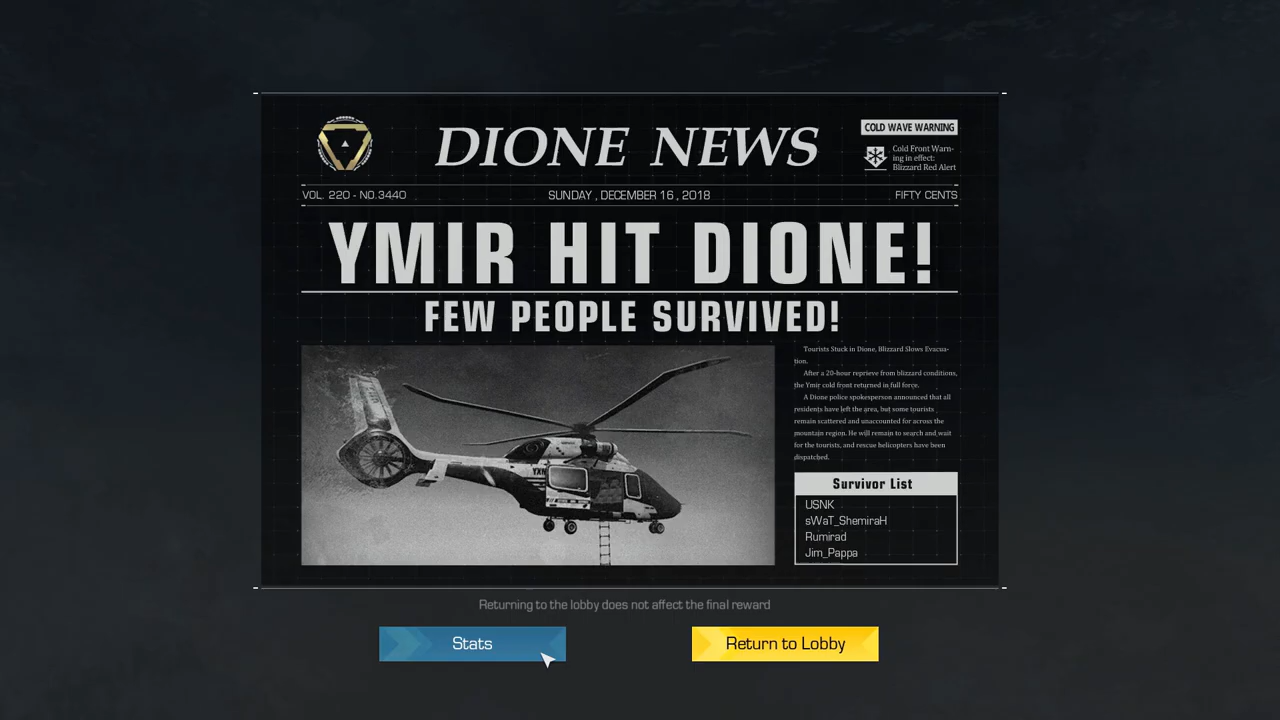 DIONE NEWS
COLD WAVE WARNING
Cold Front Warn-
ing in effect:
Blizzard Red Alert
VOL. 220 - NO.3440
SUNDAY , DECEMBER 16 , 2018
FIFTY CENTS
YMIR HIT DIONE!
FEW PEOPLE SURVIVED!
Tourists Stuck in Dione, Blizzard Slows Evacua-
tion.
After a 20-hour reprieve from blizzard conditions,
the Ymir cold front returned in full force.
A Dione police spokesperson announced that all
residents have left the area, but some tourists
remain scattered and unaccounted for across the
mountain region. He will remain to search and wait
for the tourists, and rescue helicopters have been
dispatched.
Survivor List
USNK
sWaT_ShemiraH
Rumirad
Jim_Pappa
Returning to the lobby does not affect the final reward
Stats
Return to Lobby